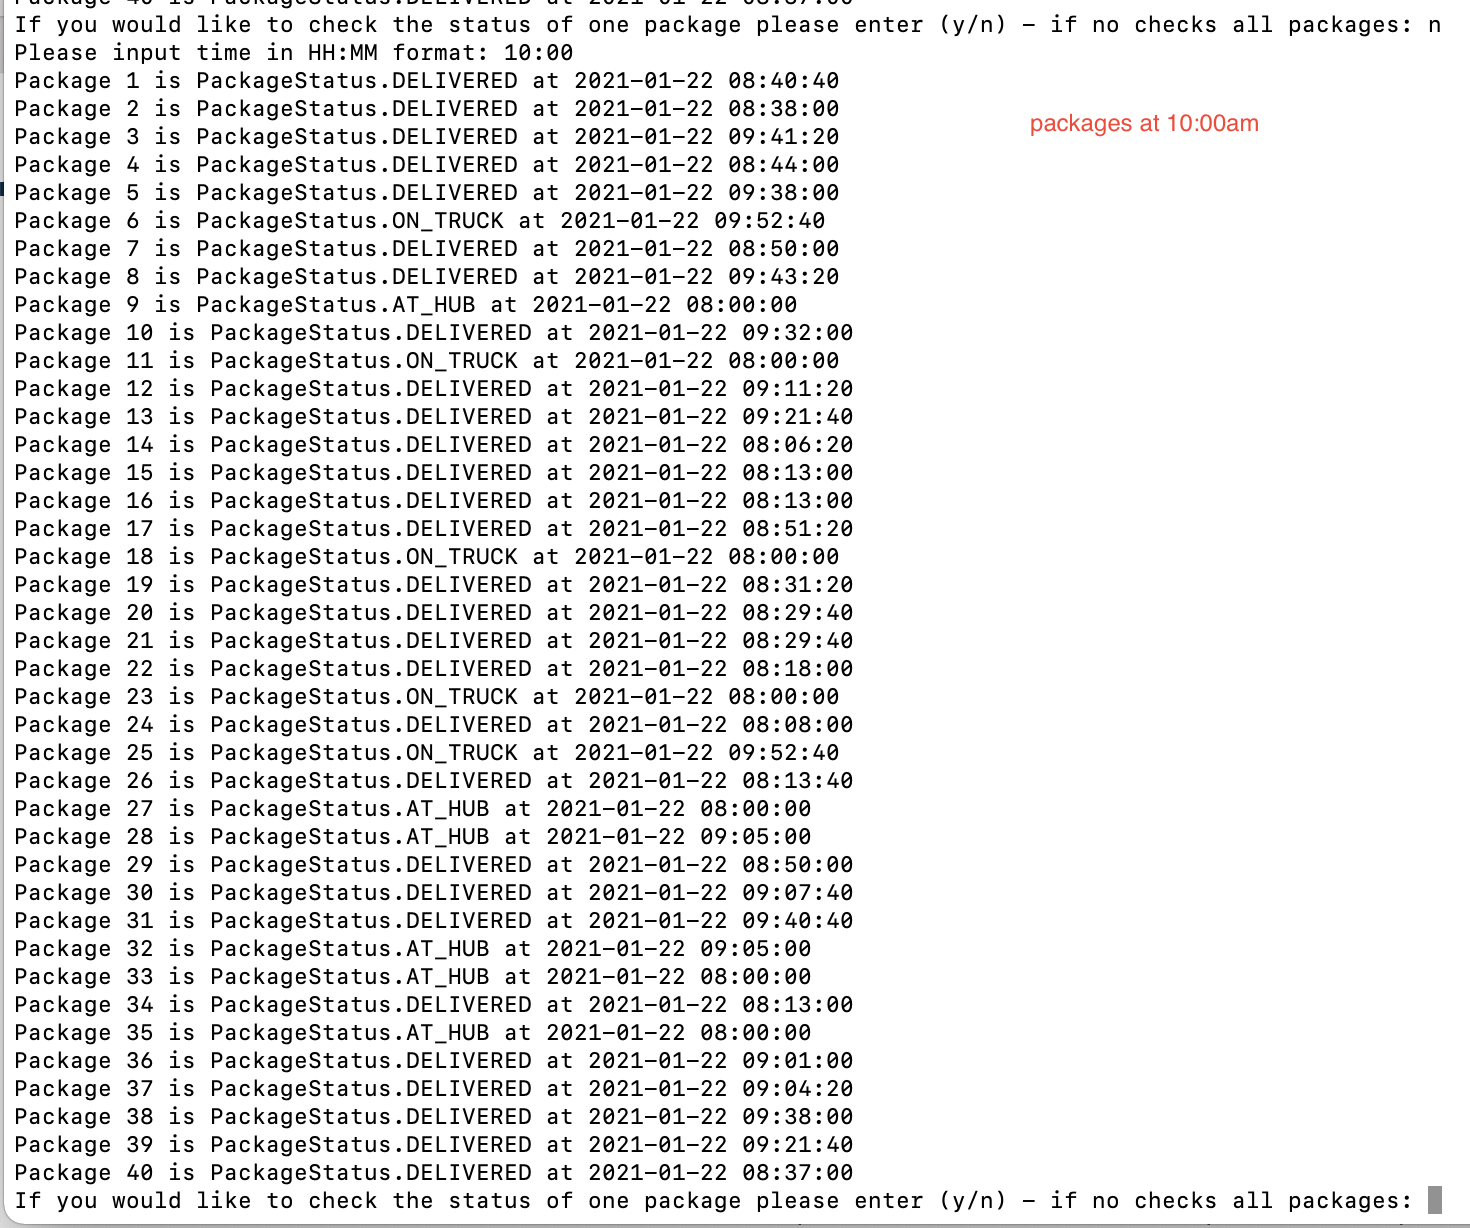 Package 40 is PackageStatus.DELIVERED at 2021-01-22 08:37:00
If you would like to check the status of one package please enter (y/n) - if no checks all packages: n
Please input time in HH:MM format: 10:00
Package 1 is PackageStatus.DELIVERED at 2021-01-22 08:40:40
Package 2 is PackageStatus.DELIVERED at 2021-01-22 08:38:00
packages at 10:00am
Package 3 is PackageStatus.DELIVERED at 2021-01-22 09:41:20
Package 4 is PackageStatus.DELIVERED at 2021-01-22 08:44:00
Package 5 is PackageStatus.DELIVERED at 2021-01-22 09:38:00
Package 6 is PackageStatus.ON_TRUCK at 2021-01-22 09:52:40
Package 7 is PackageStatus.DELIVERED at 2021-01-22 08:50:00
Package 8 is PackageStatus.DELIVERED at 2021-01-22 09:43:20
Package 9 is PackageStatus.AT_HUB at 2021-01-22 08:00:00
Package 10 is PackageStatus.DELIVERED at 2021-01-22 09:32:00
Package 11 is PackageStatus.ON_TRUCK at 2021-01-22 08:00:00
Package 12 is PackageStatus.DELIVERED at 2021-01-22 09:11:20
Package 13 is PackageStatus.DELIVERED at 2021-01-22 09:21:40
Package 14 is PackageStatus.DELIVERED at 2021-01-22 08:06:20
Package 15 is PackageStatus.DELIVERED at 2021-01-22 08:13:00
Package 16 is PackageStatus.DELIVERED at 2021-01-22 08:13:00
Package 17 is PackageStatus.DELIVERED at 2021-01-22 08:51:20
Package 18 is PackageStatus.ON_TRUCK at 2021-01-22 08:00:00
Package 19 is PackageStatus.DELIVERED at 2021-01-22 08:31:20
Package 20 is PackageStatus.DELIVERED at 2021-01-22 08:29:40
Package 21 is PackageStatus.DELIVERED at 2021-01-22 08:29:40
Package 22 is PackageStatus.DELIVERED at 2021-01-22 08:18:00
Package 23 is PackageStatus.ON_TRUCK at 2021-01-22 08:00:00
Package 24 is PackageStatus.DELIVERED at 2021-01-22 08:08:00
Package 25 is PackageStatus.ON_TRUCK at 2021-01-22 09:52:40
Package 26 is PackageStatus.DELIVERED at 2021-01-22 08:13:40
Package 27 is PackageStatus.AT_HUB at 2021-01-22 08:00:00
Package 28 is PackageStatus.AT_HUB at 2021-01-22 09:05:00
Package 29 is PackageStatus.DELIVERED at 2021-01-22 08:50:00
Package 30 is PackageStatus.DELIVERED at 2021-01-22 09:07:40
Package 31 is PackageStatus.DELIVERED at 2021-01-22 09:40:40
Package 32 is PackageStatus.AT_HUB at 2021-01-22 09:05:00
Package 33 is PackageStatus.AT_HUB at 2021-01-22 08:00:00
Package 34 is PackageStatus.DELIVERED at 2021-01-22 08:13:00
Package 35 is PackageStatus.AT_HUB at 2021-01-22 08:00:00
Package 36 is PackageStatus.DELIVERED at 2021-01-22 09:01:00
Package 37 is PackageStatus.DELIVERED at 2021-01-22 09:04:20
Package 38 is PackageStatus.DELIVERED at 2021-01-22 09:38:00
Package 39 is PackageStatus.DELIVERED at 2021-01-22 09:21:40
Package 40 is PackageStatus.DELIVERED at 2021-01-22 08:37:00
If you would like to check the status of one package please enter (y/n) - if no checks all packages: